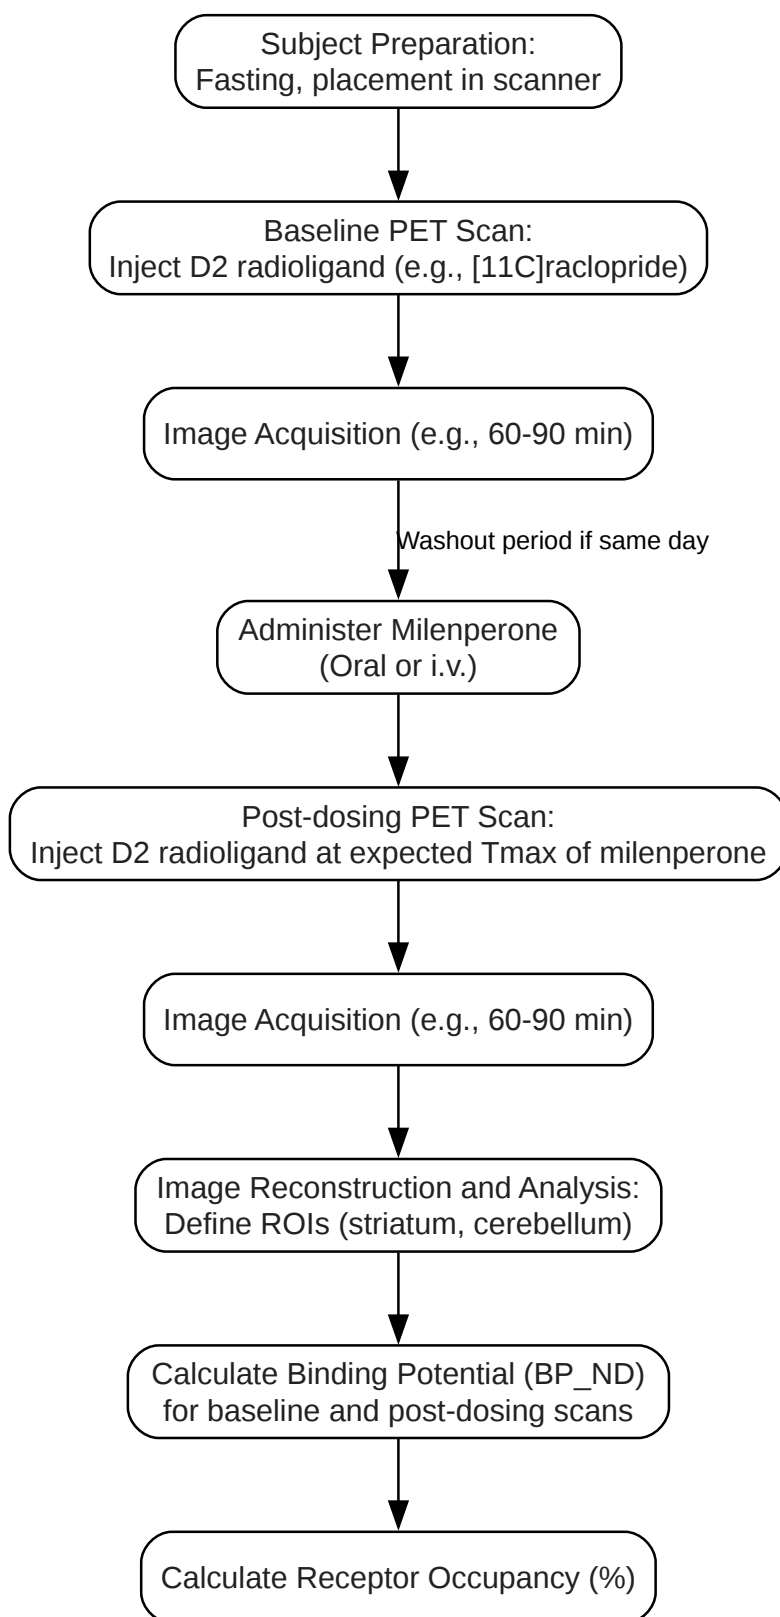 Subject Preparation:
Fasting, placement in scanner
Baseline PET Scan:
Inject D2 radioligand (e.g., [11C]raclopride)
Image Acquisition (e.g., 60-90 min)
Washout period if same day
Administer Milenperone
(Oral or i.v.)
Post-dosing PET Scan:
Inject D2 radioligand at expected Tmax of milenperone
Image Acquisition (e.g., 60-90 min)
Image Reconstruction and Analysis:
Define ROIs (striatum, cerebellum)
Calculate Binding Potential (BP_ND)
for baseline and post-dosing scans
Calculate Receptor Occupancy (%)